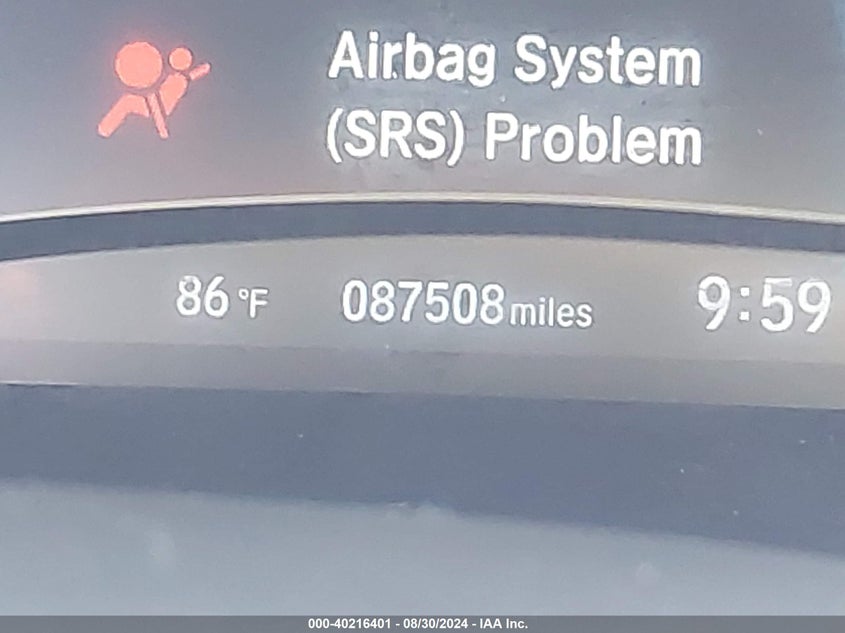 Airbag System
(SRS) Problem
86 °F 087508 miles 9:59
000-40216401 - 08/30/2024 - IAA Inc.